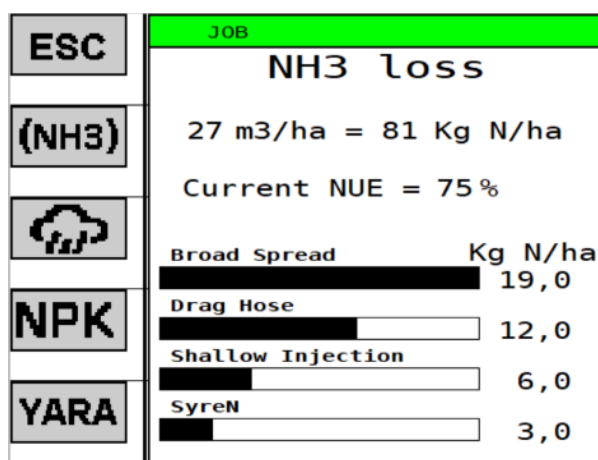 ESC
(NH3)
NPK
YARA
JOB
NH3 loss
27 m3/ha = 81 Kg N/ha
Current NUE = 75%
Kg N/ha
Broad Spread
19,0
Drag Hose
12,0
Shallow Injection
6,0
SyreN
3,0